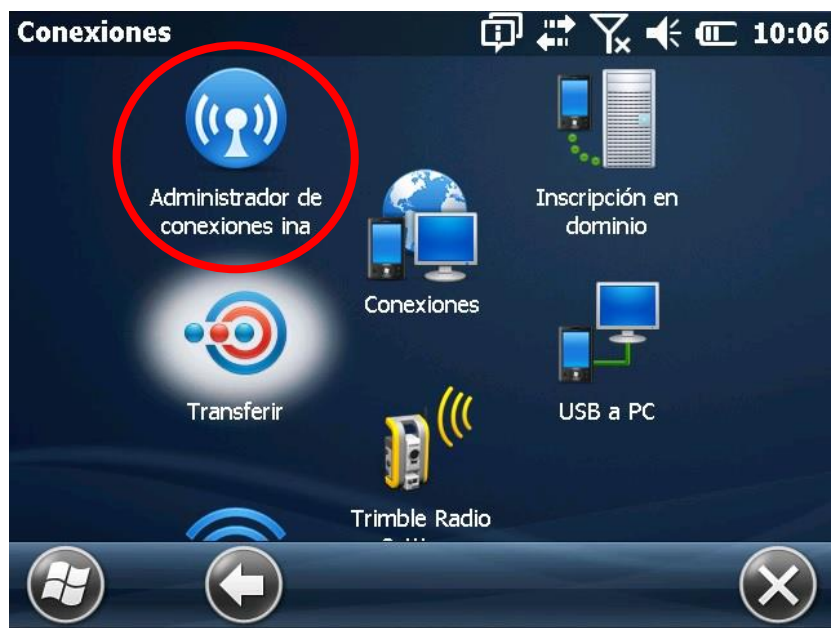 Conexiones
10:06
Administrador de
conexiones ina
Inscripción en
dominio
Conexiones
Transferir
USB a PC
Trimble Radio